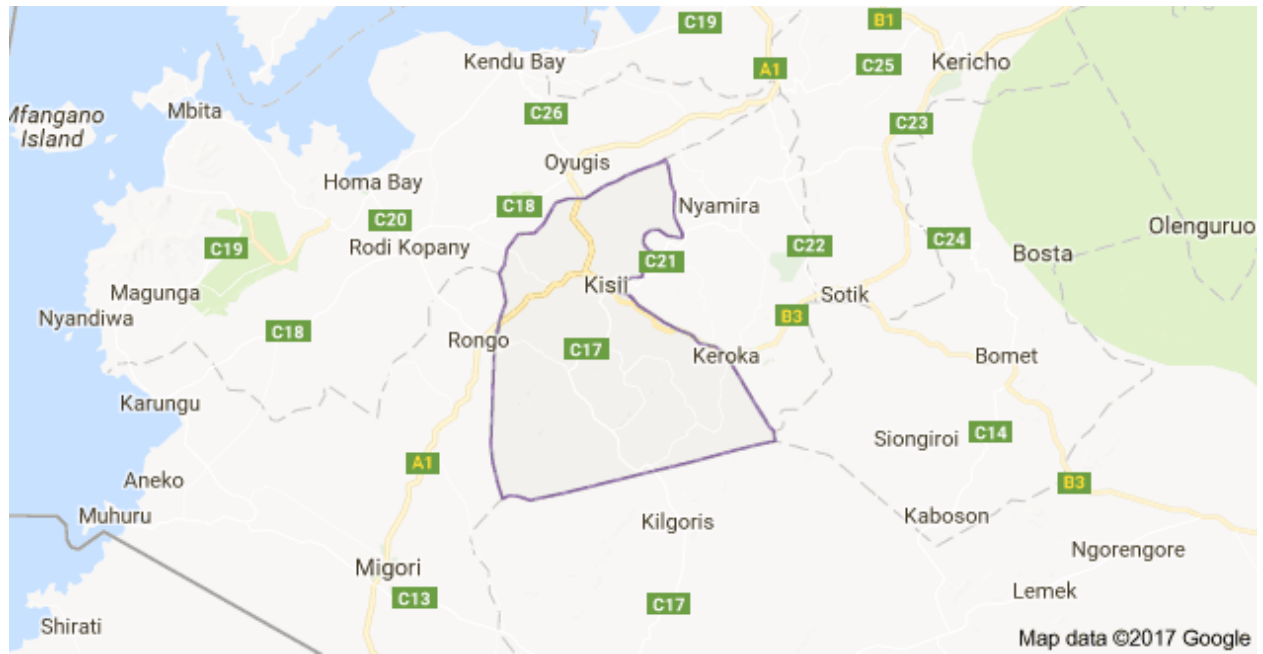 C19
B1
Kendu Bay
A1
C25
Kericho
Mbita
Mfangano
Island
C26
C23
Oyugis
Homa Bay
C18
Nyamira
C20
C19
Rodi Kopany
C22
C24
Olenguruo
Bosta
C21
Magunga
Kisii
Sotik
Nyandiwa
C18
B3
Rongo
C17
Keroka
Bomet
Karungu
Siongiroi
C14
A1
Aneko
B3
Muhuru
Kilgoris
Kaboson
Ngorengore
Migori
C13
C17
Lemek
Shirati
Map data ©2017 Google